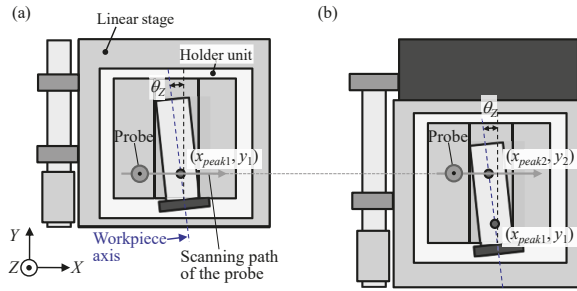 (a)
Linear stage
Holder unit
θZ
Probe
(xpeak1, y1)
Y
Z
X
Workpiece
axis
Scanning path
of the probe
(b)
θZ
Probe
(xpeak2, y2)
(xpeak1, y1)